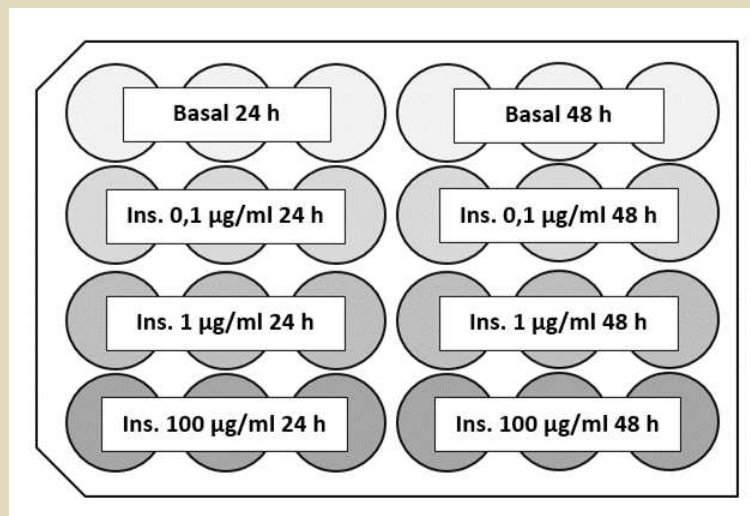 Basal 24 h
Basal 48 h
Ins. 0,1 µg/ml 24 h
Ins. 0,1 µg/ml 48 h
Ins. 1 µg/ml 24 h
Ins. 1 µg/ml 48 h
Ins. 100 µg/ml 24 h
Ins. 100 µg/ml 48 h